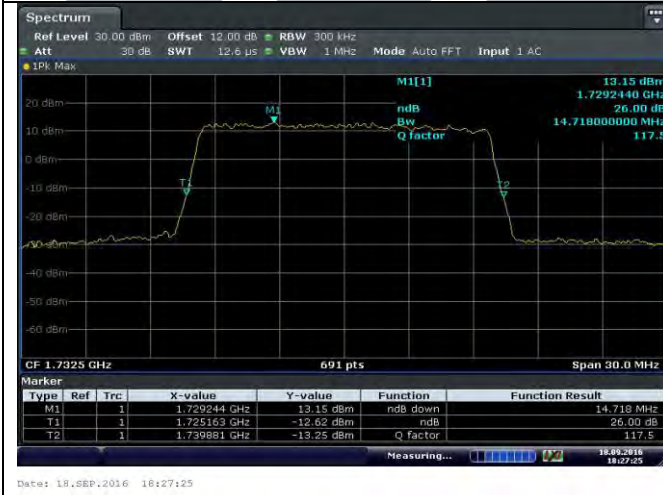 Spectrum
Ref Level 30.00 dBm Offset 12.00 dB RBW 300 kHz
Att 30 dB SWT 12.6 µs VBW 1 MHz Mode Auto FFT Input 1 AC
1Pk Max
M1[1] 13.15 dBm
1.7292440 GHz
20 dBm
M1
ndB 26.00 dB
10 dBm
Bw 14.718000000 MHz
Q factor 117.5
0 dBm
-10 dBm
T1
T2
-20 dBm
-40 dBm
-50 dBm
-60 dBm
CF 1.7325 GHz 691 pts Span 30.0 MHz
Marker
Type Ref Trc X-value Y-value Function Function Result
M1 1 1.729244 GHz 13.15 dBm ndB down 14.718 MHz
T1 1 1.725163 GHz -12.62 dBm ndB 26.00 dB
T2 1 1.739881 GHz -13.25 dBm Q factor 117.5
Measuring... 18.09.2016
18:27:25
Date: 18.SEP.2016 18:27:25